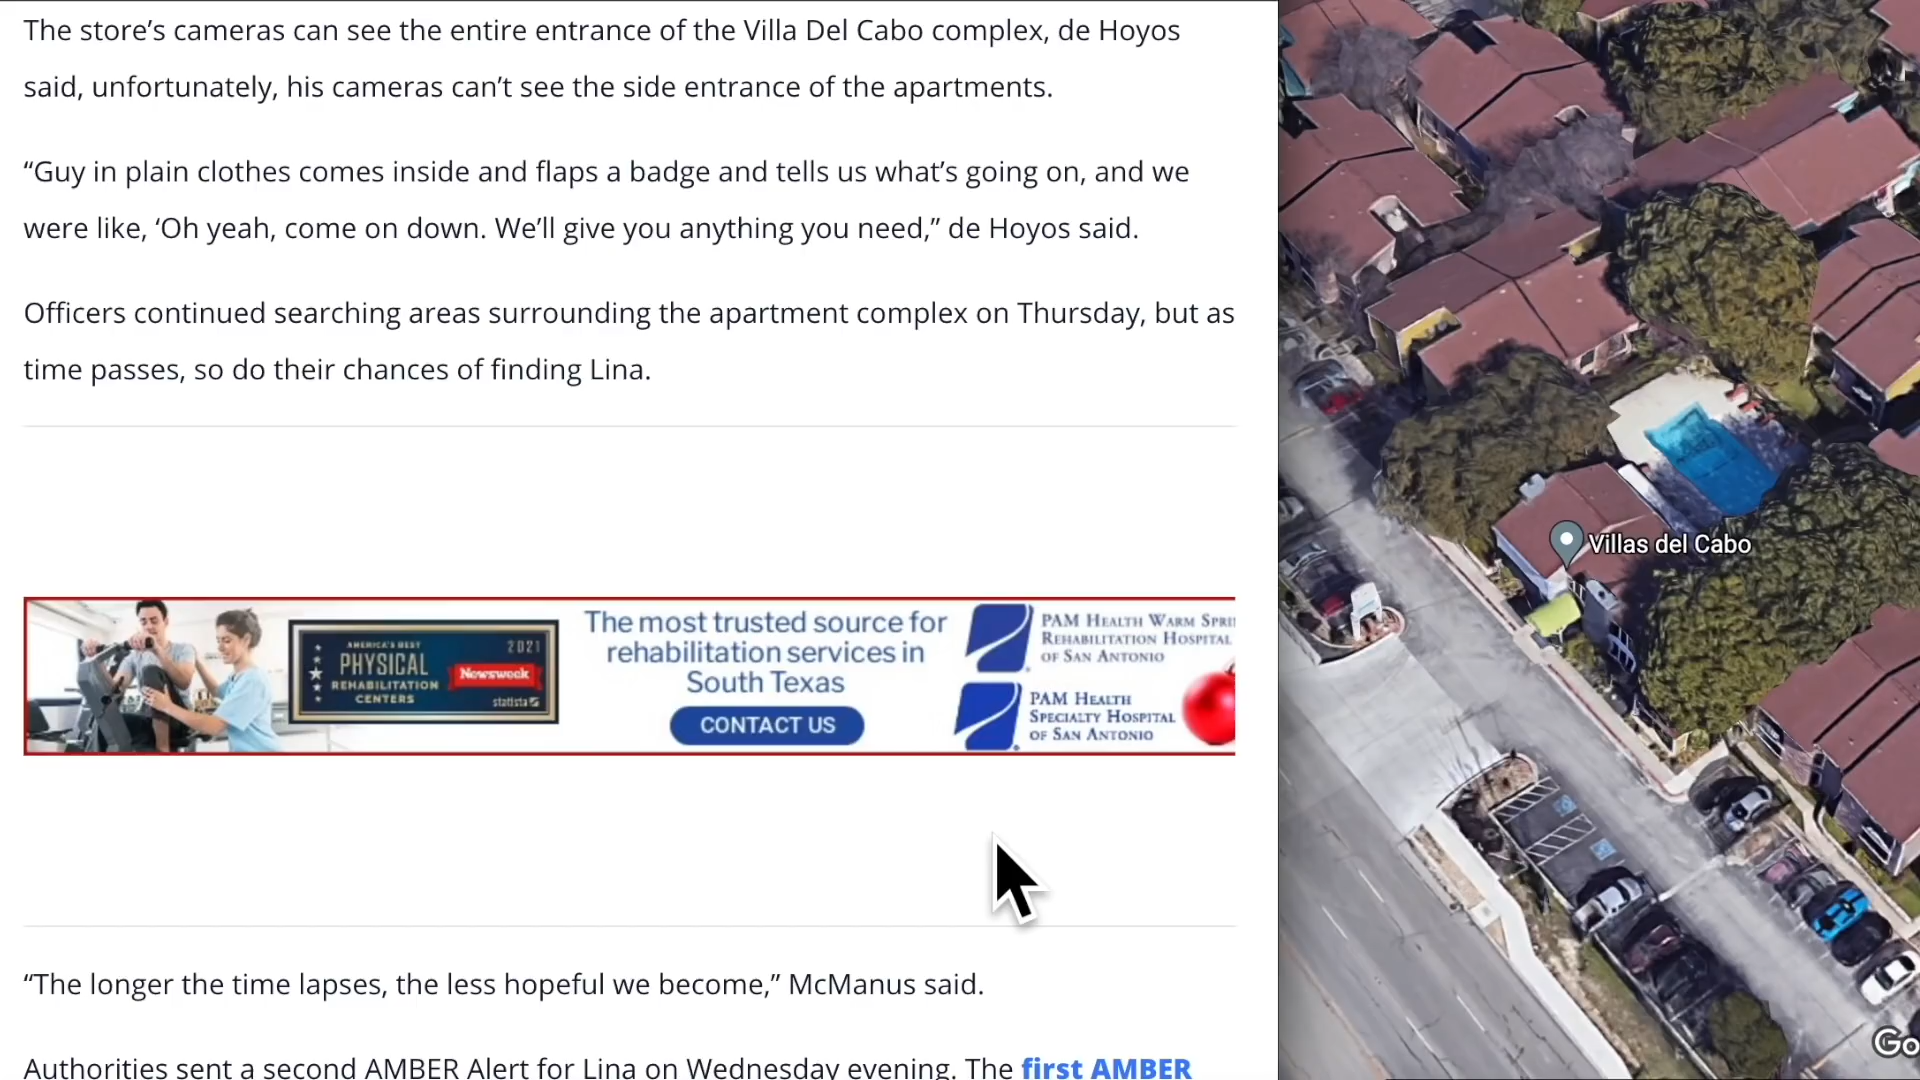 The store’s cameras can see the entire entrance of the Villa Del Cabo complex, de Hoyos
said, unfortunately, his cameras can’t see the side entrance of the apartments.
“Guy in plain clothes comes inside and flaps a badge and tells us what’s going on, and we
were like, ‘Oh yeah, come on down. We’ll give you anything you need,” de Hoyos said.
Officers continued searching areas surrounding the apartment complex on Thursday, but as
time passes, so do their chances of finding Lina.
AMERICA'S BEST
2021
PHYSICAL
REHABILITATION
CENTERS
Newsweek
statista
The most trusted source for
rehabilitation services in
South Texas
CONTACT US
PAM HEALTH WARM SPRI
REHABILITATION HOSPITAL
OF SAN ANTONIO
PAM HEALTH
SPECIALTY HOSPITAL
OF SAN ANTONIO
“The longer the time lapses, the less hopeful we become,” McManus said.
Authorities sent a second AMBER Alert for Lina on Wednesday evening. The first AMBER
Villas del Cabo
Go